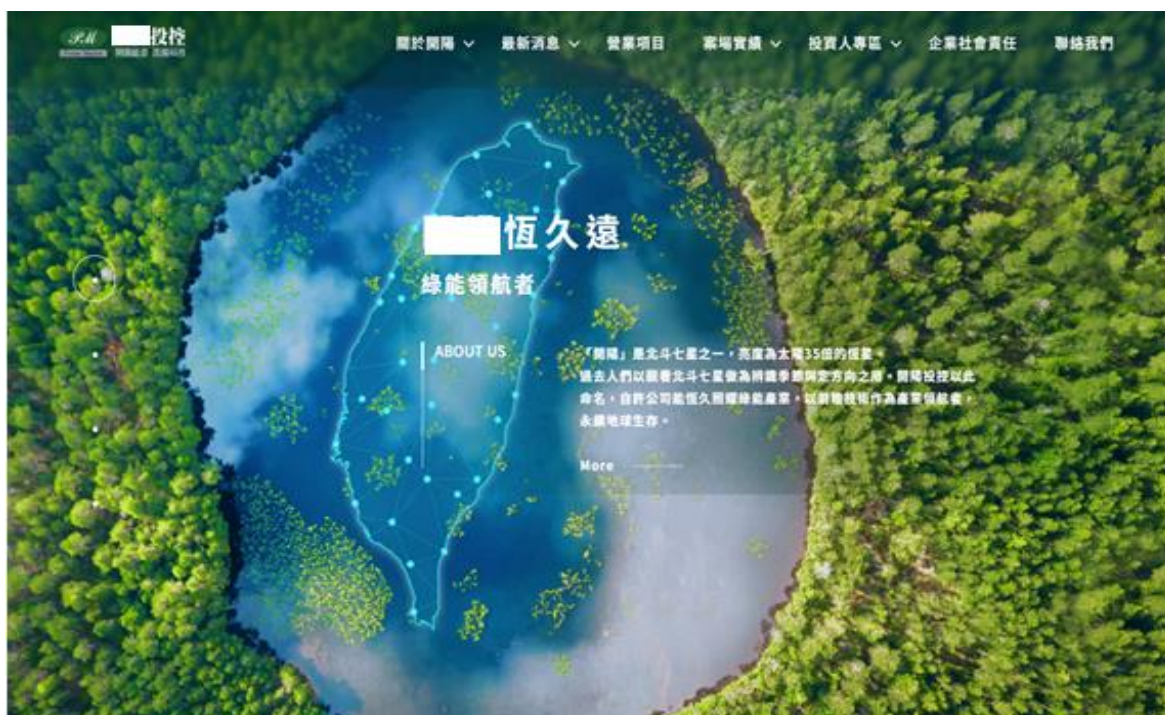 PM
投控
關於開陽
最新消息
營業項目
案場實績
投資人專區
企業社會責任
聯絡我們
恆久遠
綠能領航者
ABOUT US
「開陽」是北斗七星之一，亮度為太陽35倍的恆星。
過去人們以觀看北斗七星做為辨識季節與定方向之用。開陽投控以此
命名，自許公司能恆久照耀綠能產業，以前瞻技術作為產業領航者，
永續地球生存。
More